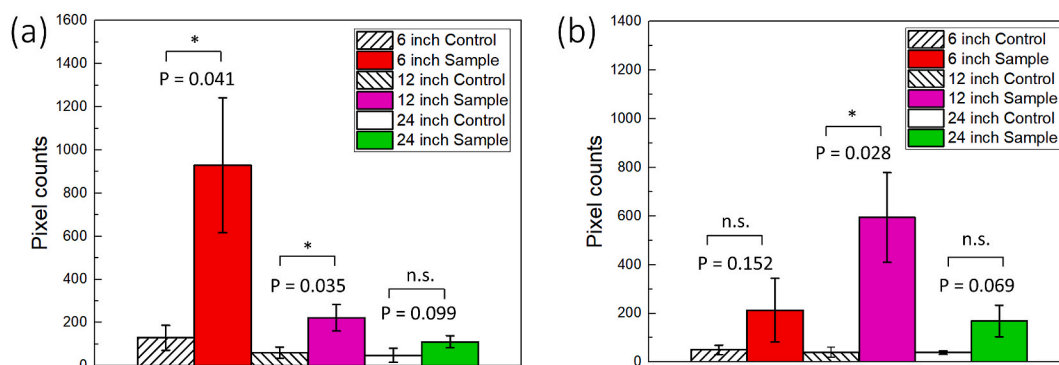 (a)
1600
1400
1200
1000
800
600
400
200
0
Pixel counts
6 inch Control
6 inch Sample
12 inch Control
12 inch Sample
24 inch Control
24 inch Sample
*
P = 0.041
*
P = 0.035
n.s.
P = 0.099
(b)
1400
1200
1000
800
600
400
200
0
Pixel counts
6 inch Control
6 inch Sample
12 inch Control
12 inch Sample
24 inch Control
24 inch Sample
n.s.
P = 0.152
*
P = 0.028
n.s.
P = 0.069